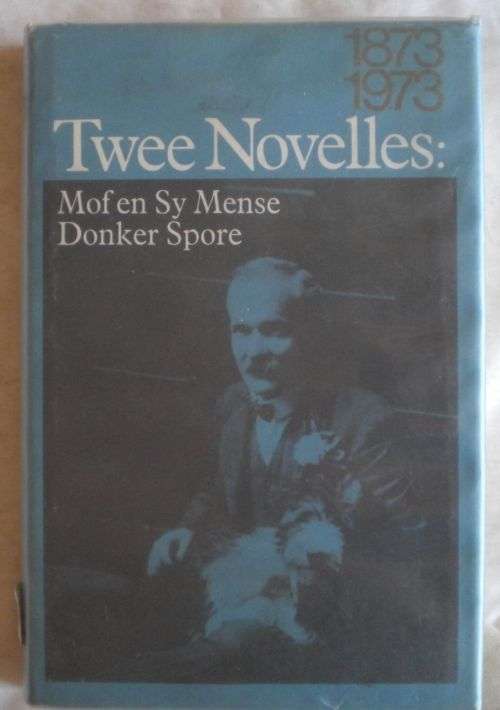 1873
1973
Twee Novelles:
Mof en Sy Mense
Donker Spore